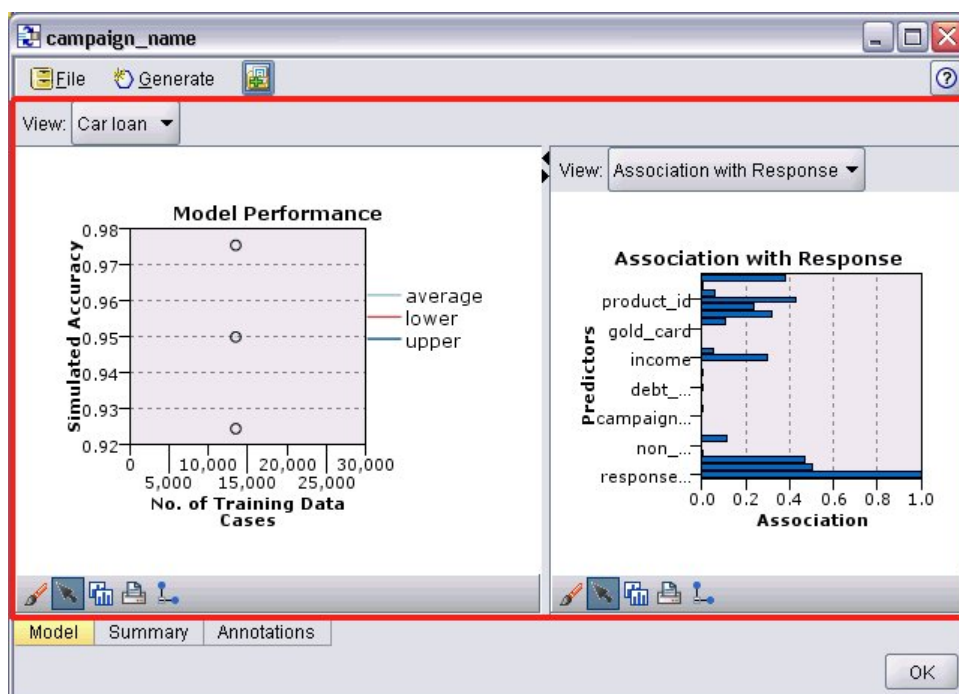 campaign_name
File Generate
View: Car loan
Model Performance
Simulated Accuracy
0.98
0.97
0.96
0.95
0.94
0.93
0.92
0 10,000 20,000 30,000
5,000 15,000 25,000
No. of Training Data
Cases
average
lower
upper
View: Association with Response
Association with Response
Predictors
product_id
gold_card
income
debt_...
campaign...
non_...
response...
0.0 0.2 0.4 0.6 0.8 1.0
Association
Model Summary Annotations
OK